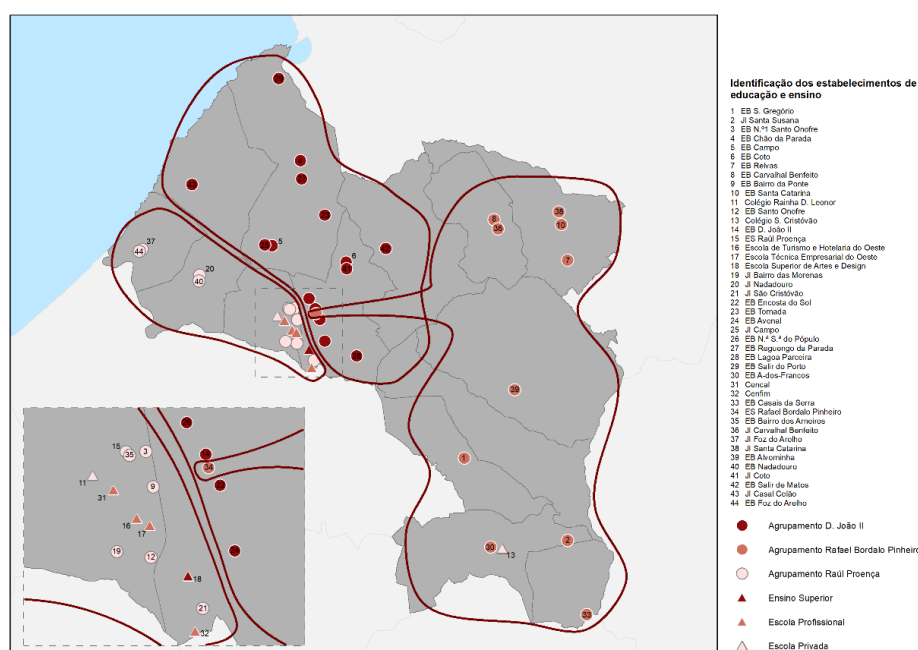 Identificação dos estabelecimentos de
educação e ensino
1 EB S. Gregório
2 JI Santa Susana
3 EB N.º1 Santo Onofre
4 EB Chão da Parada
5 EB Campo
6 EB Coto
7 EB Relvas
8 EB Carvalhal Benfeito
9 EB Bairro da Ponte
10 EB Santa Catarina
11 Colégio Rainha D. Leonor
12 EB Santo Onofre
13 Colégio S. Cristóvão
14 EB D. João II
15 ES Raúl Proença
16 Escola de Turismo e Hotelaria do Oeste
17 Escola Técnica Empresarial do Oeste
18 Escola Superior de Artes e Design
19 JI Bairro das Morenas
20 JI Nadadouro
21 JI São Cristóvão
22 EB Encosta do Sol
23 EB Tornada
24 EB Avenal
25 JI Campo
26 EB N.ª S.ª do Pópulo
27 EB Reguengo da Parada
28 EB Lagoa Parceira
29 EB Salir do Porto
30 EB A-dos-Francos
31 Cencal
32 Cenfim
33 EB Casais da Serra
34 ES Rafael Bordalo Pinheiro
35 EB Bairro dos Arneiros
36 JI Carvalhal Benfeito
37 JI Foz do Arelho
38 JI Santa Catarina
39 EB Alvorninha
40 EB Nadadouro
41 JI Coto
42 EB Salir de Matos
43 JI Casal Celão
44 EB Foz do Arelho
Agrupamento D. João II
Agrupamento Rafael Bordalo Pinheiro
Agrupamento Raúl Proença
Ensino Superior
Escola Profissional
Escola Privada
4
5
6
37
44
20
40
8
36
38
10
7
39
1
30
13
2
33
15
35
3
34
11
31
9
16
17
19
12
18
21
32